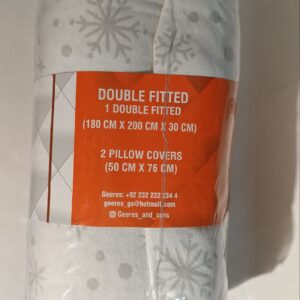 DOUBLE FITTED
1 DOUBLE FITTED
(180 CM X 200 CM X 30 CM)
2 PILLOW COVERS
(50 CM X 76 CM)
Geeres: +92 232 222 234 4
geeres_gs@hotmail.com
@Geeres_and_sons